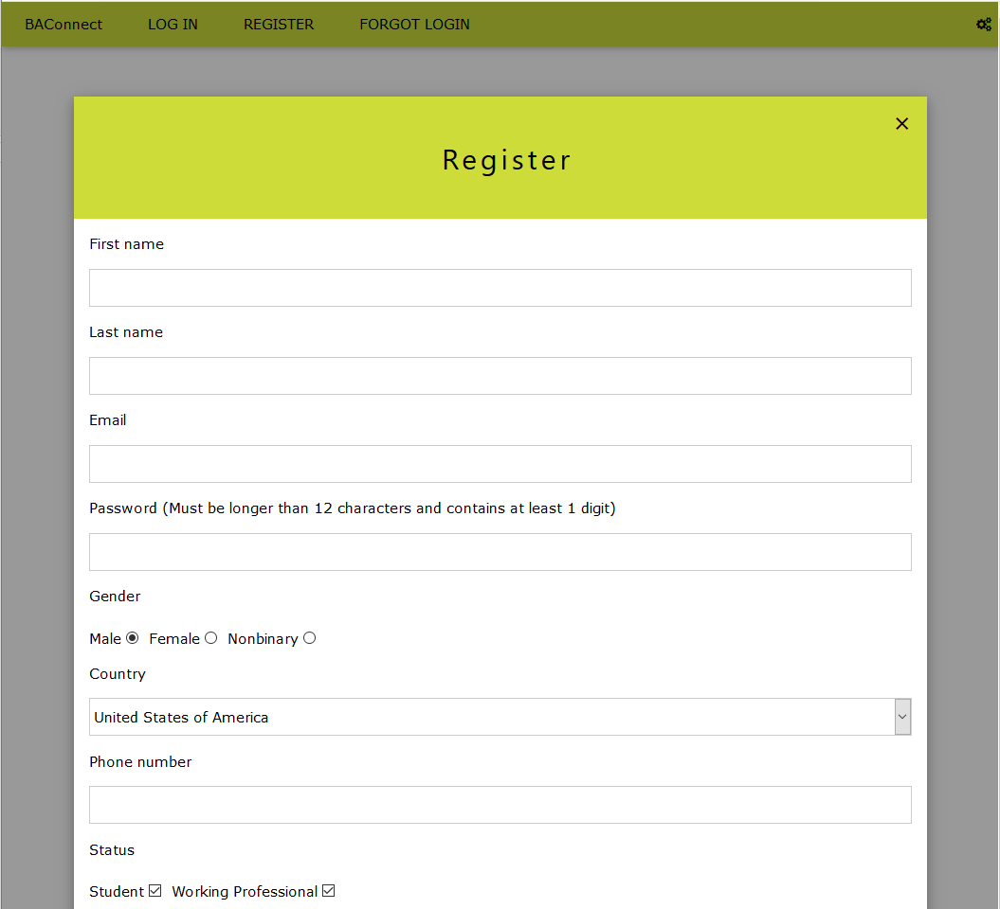 BAConnect LOG IN REGISTER FORGOT LOGIN
Register
First name
Last name
Email
Password (Must be longer than 12 characters and contains at least 1 digit)
Gender
Male Female Nonbinary
Country
United States of America
Phone number
Status
Student Working Professional